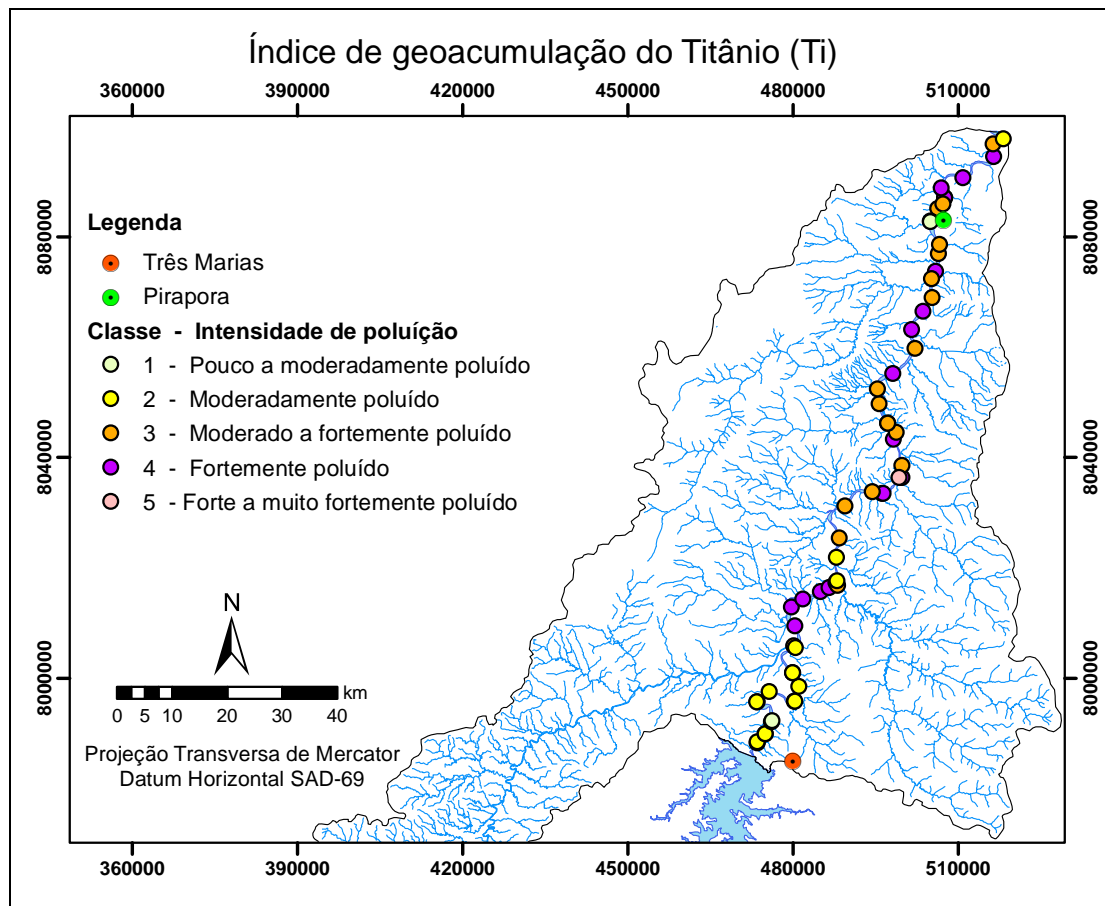 Índice de geoacumulação do Titânio (Ti)
360000 390000 420000 450000 480000 510000
8080000 8080000
Legenda
Três Marias
Pirapora
Classe - Intensidade de poluíção
1 - Pouco a moderadamente poluído
2 - Moderadamente poluído
3 - Moderado a fortemente poluído
4 - Fortemente poluído
5 - Forte a muito fortemente poluído
8040000 8040000
N
8000000 8000000
km
0 5 10 20 30 40
Projeção Transversa de Mercator
Datum Horizontal SAD-69
360000 390000 420000 450000 480000 510000